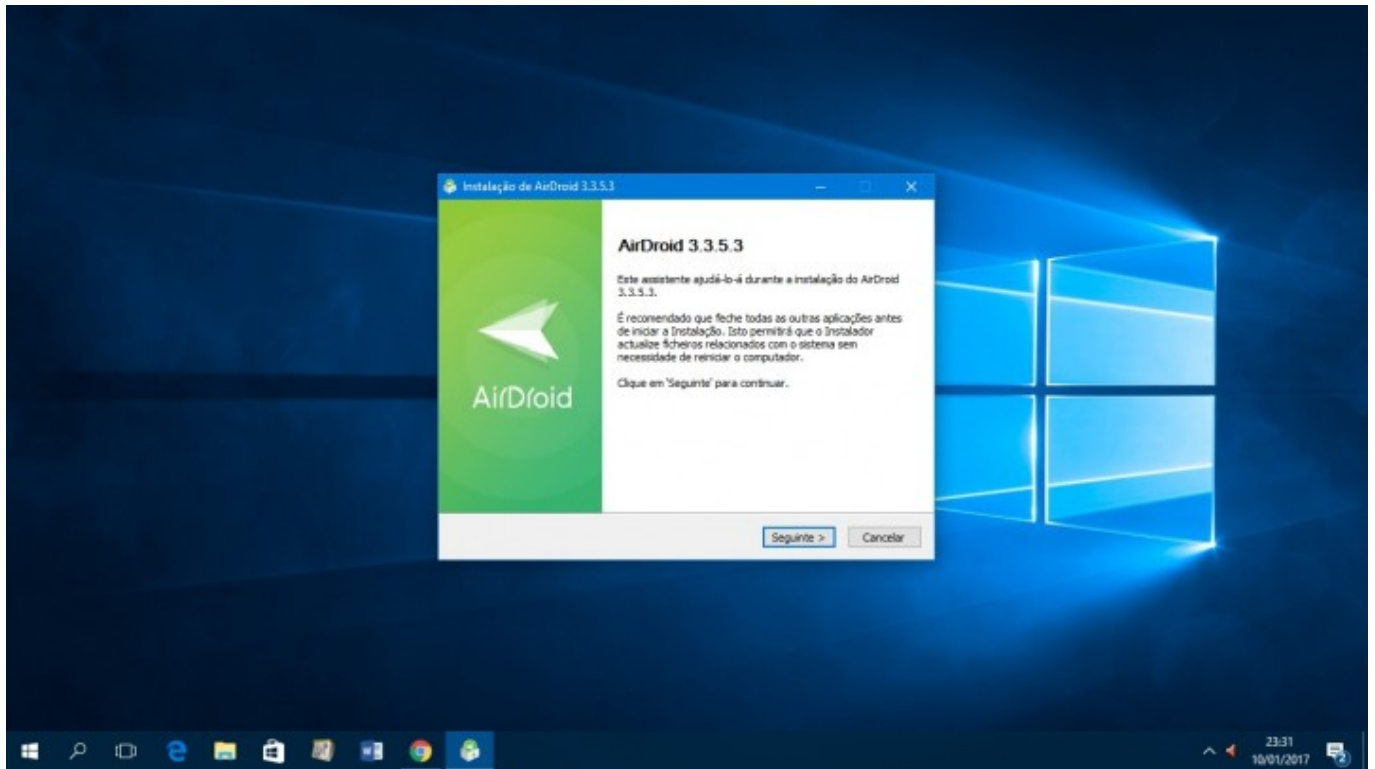 Instalação de AirDroid 3.3.5.3
AirDroid 3.3.5.3
Este assistente ajudá-lo-á durante a instalação do AirDroid
3.3.5.3.
É recomendado que feche todas as outras aplicações antes
de iniciar a Instalação. Isto permitirá que o Instalador
actualize ficheiros relacionados com o sistema sem
necessidade de reiniciar o computador.
Clique em 'Seguinte' para continuar.
AirDroid
Seguinte >
Cancelar
23:31
10/01/2017
2